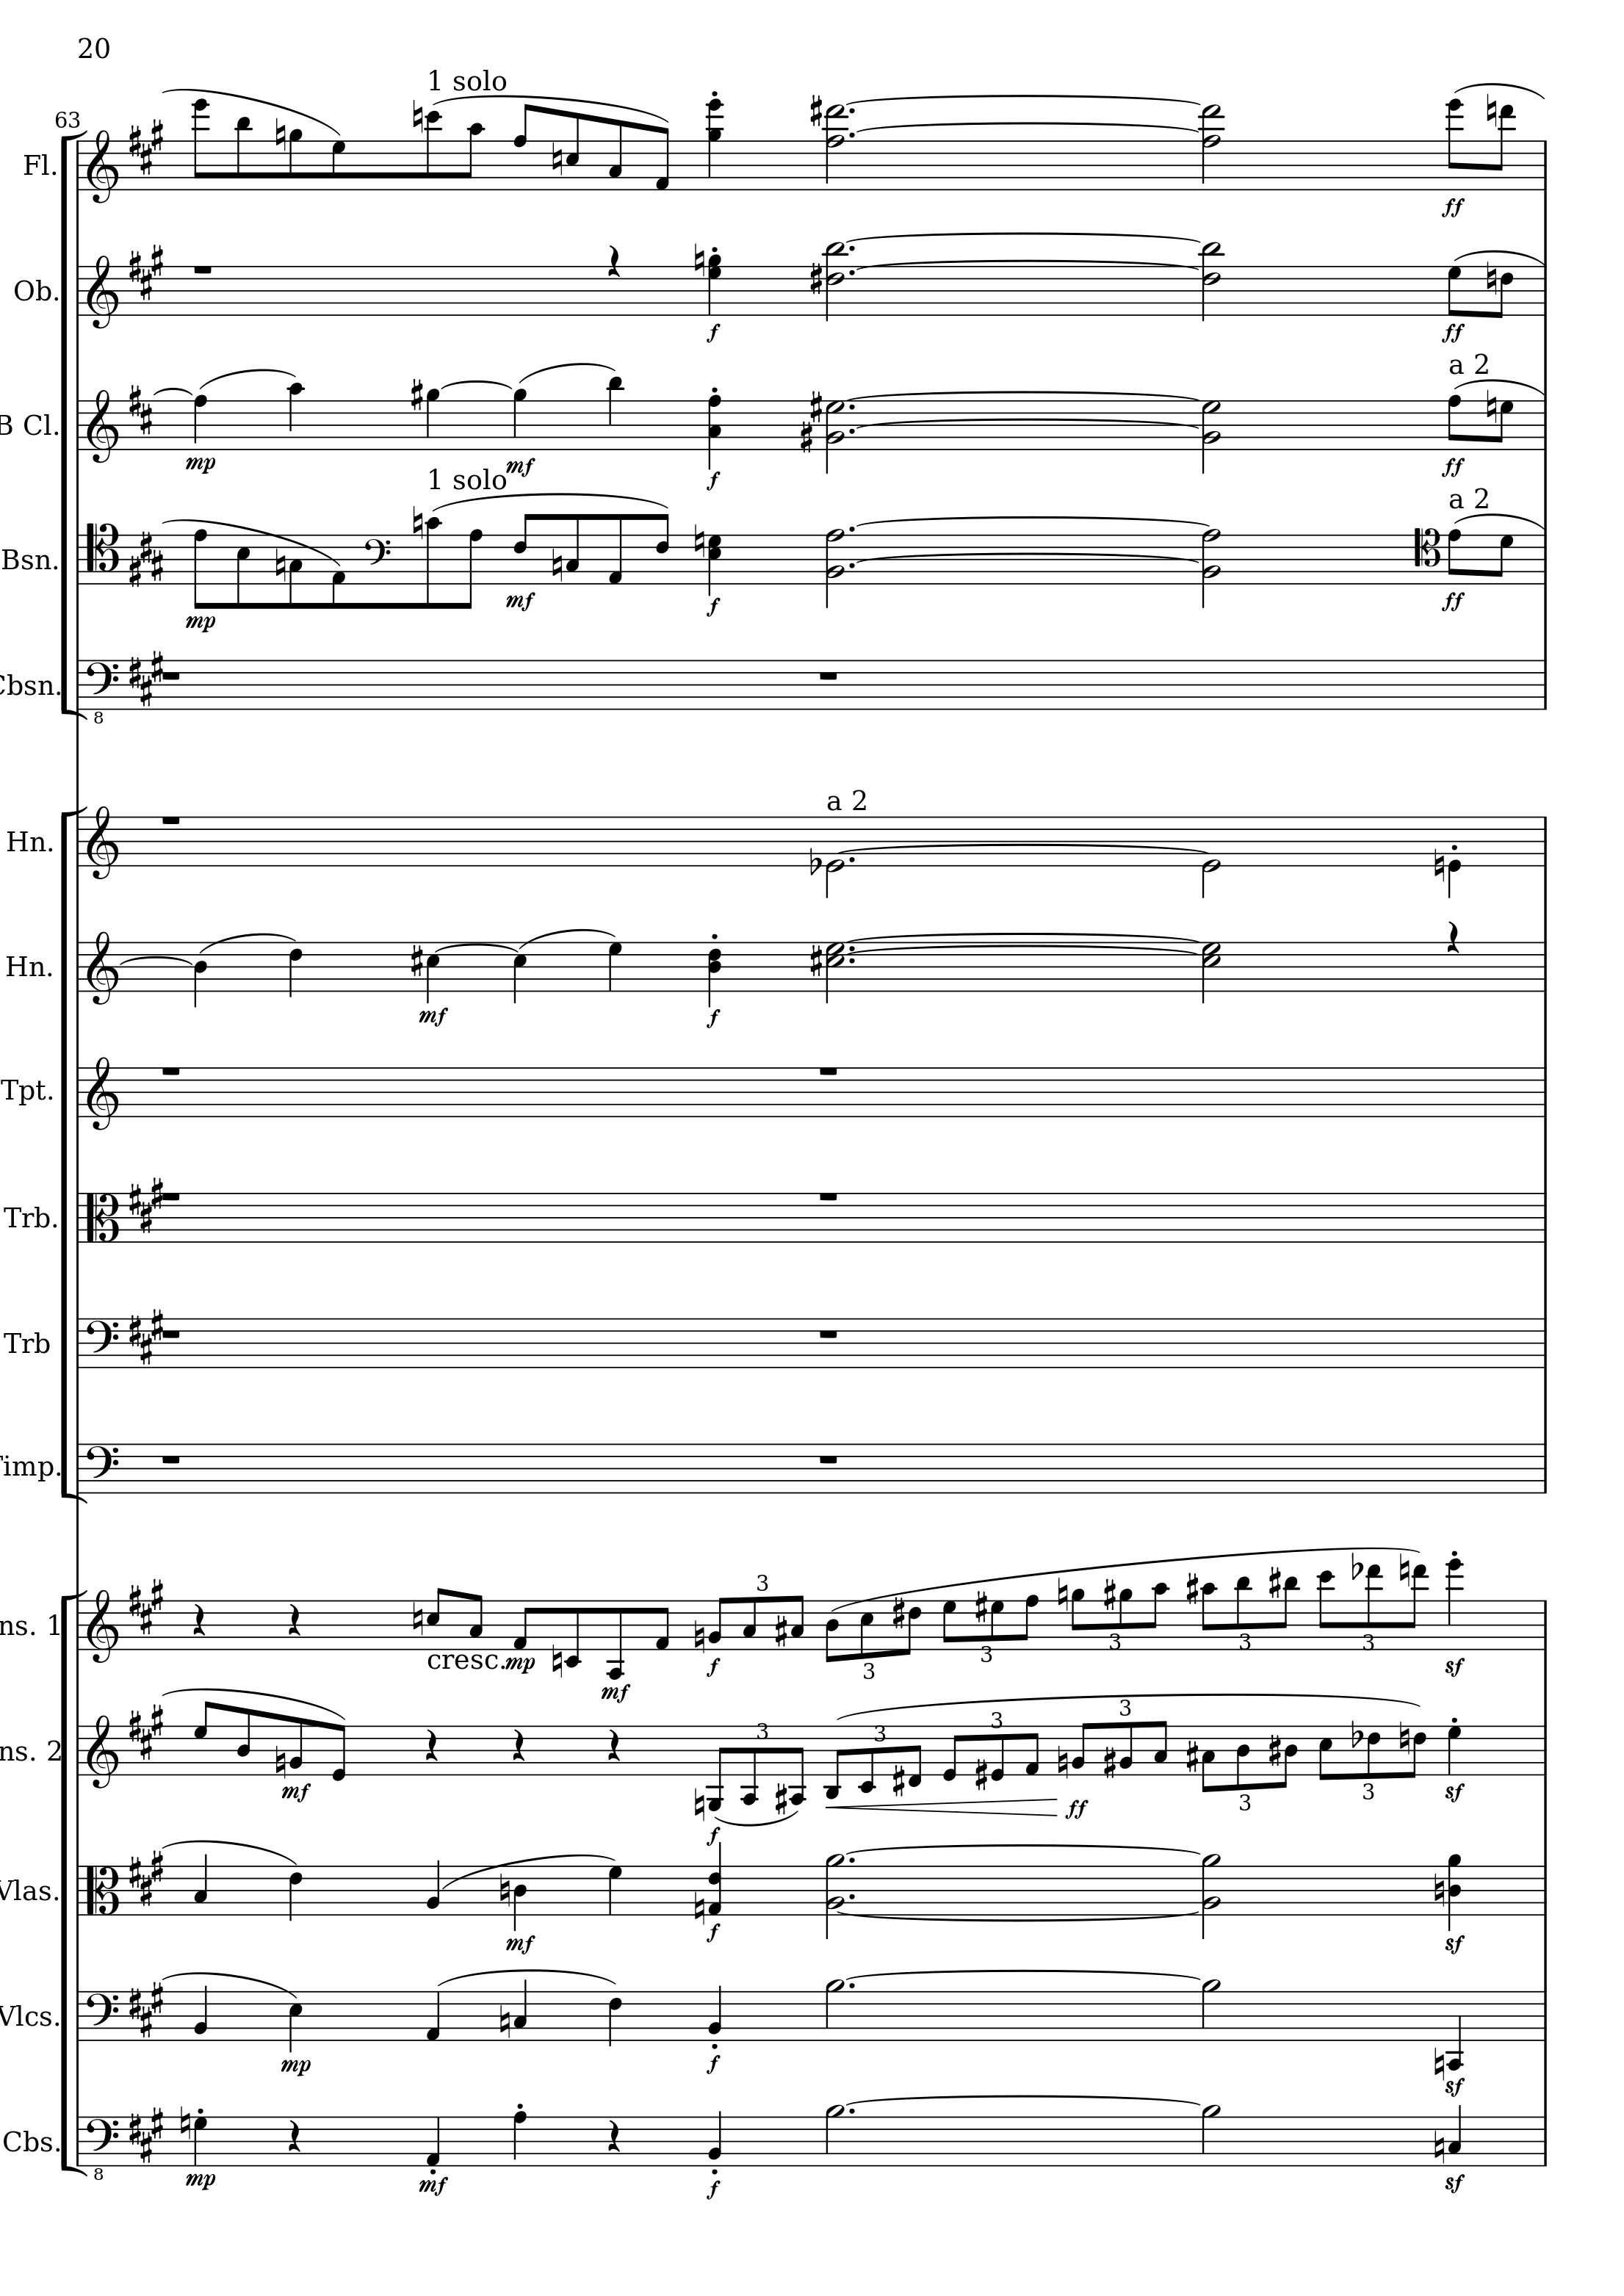 20
1 solo
63
Fl.
ff
Ob.
f
ff
a 2
B Cl.
mp
mf
f
ff
1 solo
a 2
Bsn.
mp
mf
f
ff
Cbsn.
8
a 2
Hn.
Hn.
mf
f
Tpt.
Trb.
Trb
Timp.
3
ns. 1
cresc.
mp
mf
f
3
3
3
3
3
sf
3
3
3
3
ns. 2
mf
f
ff
3
3
sf
Vlas.
mf
f
sf
Vlcs.
mp
f
sf
Cbs.
8
mp
mf
f
sf